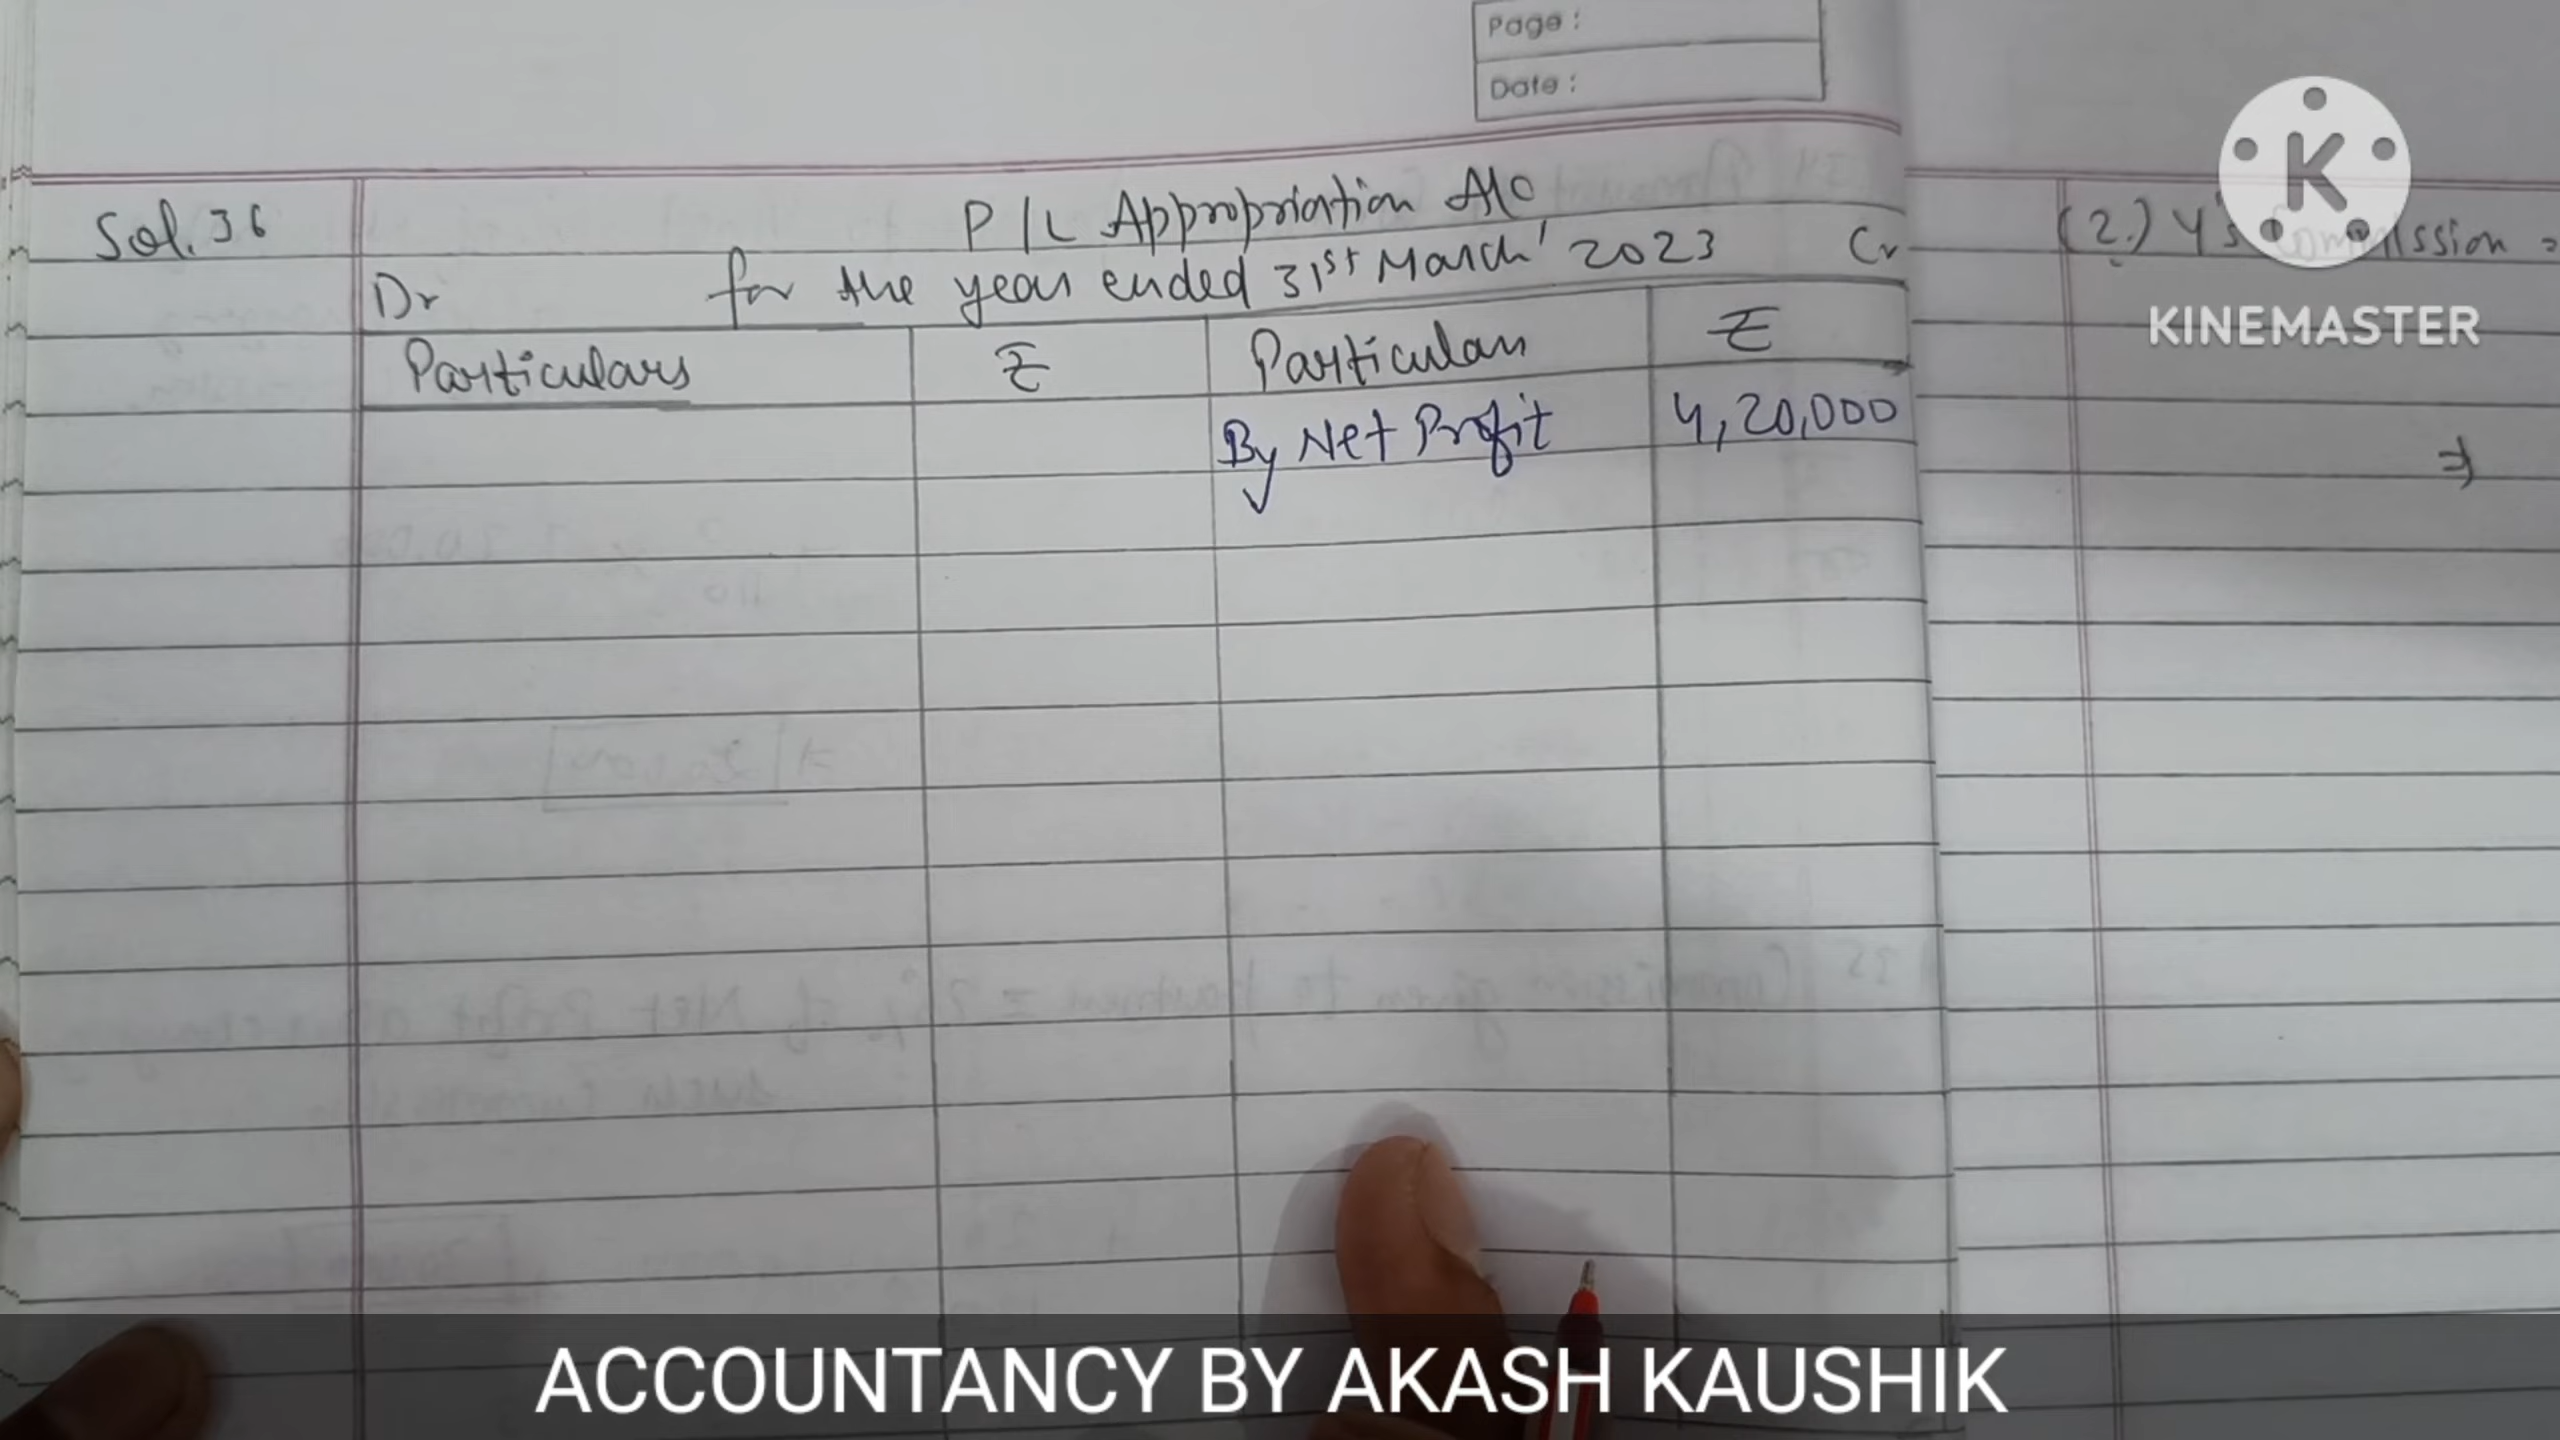 Page :
Date :
Sol. 36
P/L Appropriation A/c
Dr for the year ended 31st March' 2023 Cr
Particulars ₹ Particulars ₹
By Net Profit 4,20,000
(2.) Y's Commission =
⇒
KINEMASTER
ACCOUNTANCY BY AKASH KAUSHIK